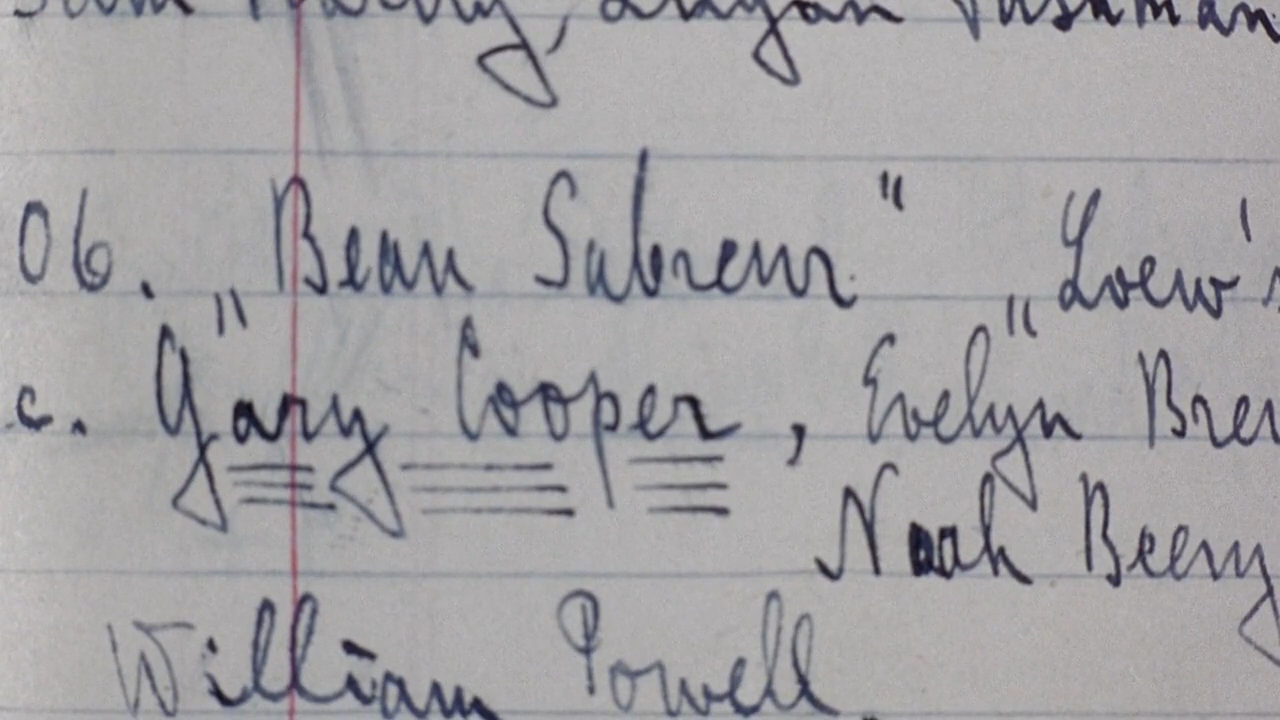 06. „Beau Sabreur" „Loew's
c. Gary Cooper, Evelyn Bre
Noah Beery
William Powell.